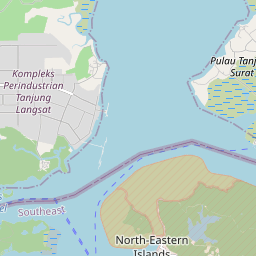 Kompleks
Perindustrian
Tanjung
Langsat
Pulau Tanj
Surat
Southeast
North-Eastern
Islands